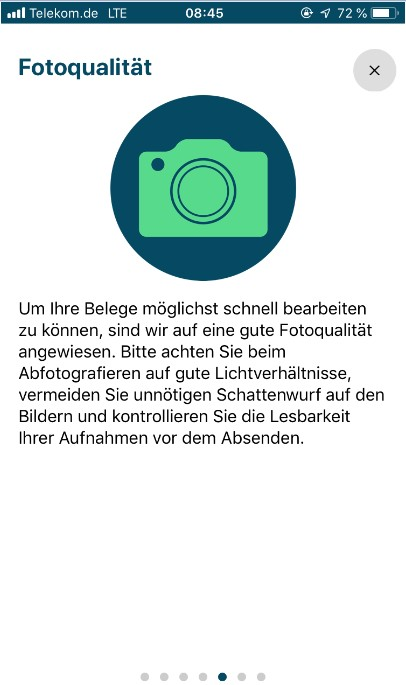 Telekom.de LTE 08:45 72 %
Fotoqualität
Um Ihre Belege möglichst schnell bearbeiten
zu können, sind wir auf eine gute Fotoqualität
angewiesen. Bitte achten Sie beim
Abfotografieren auf gute Lichtverhältnisse,
vermeiden Sie unnötigen Schattenwurf auf den
Bildern und kontrollieren Sie die Lesbarkeit
Ihrer Aufnahmen vor dem Absenden.